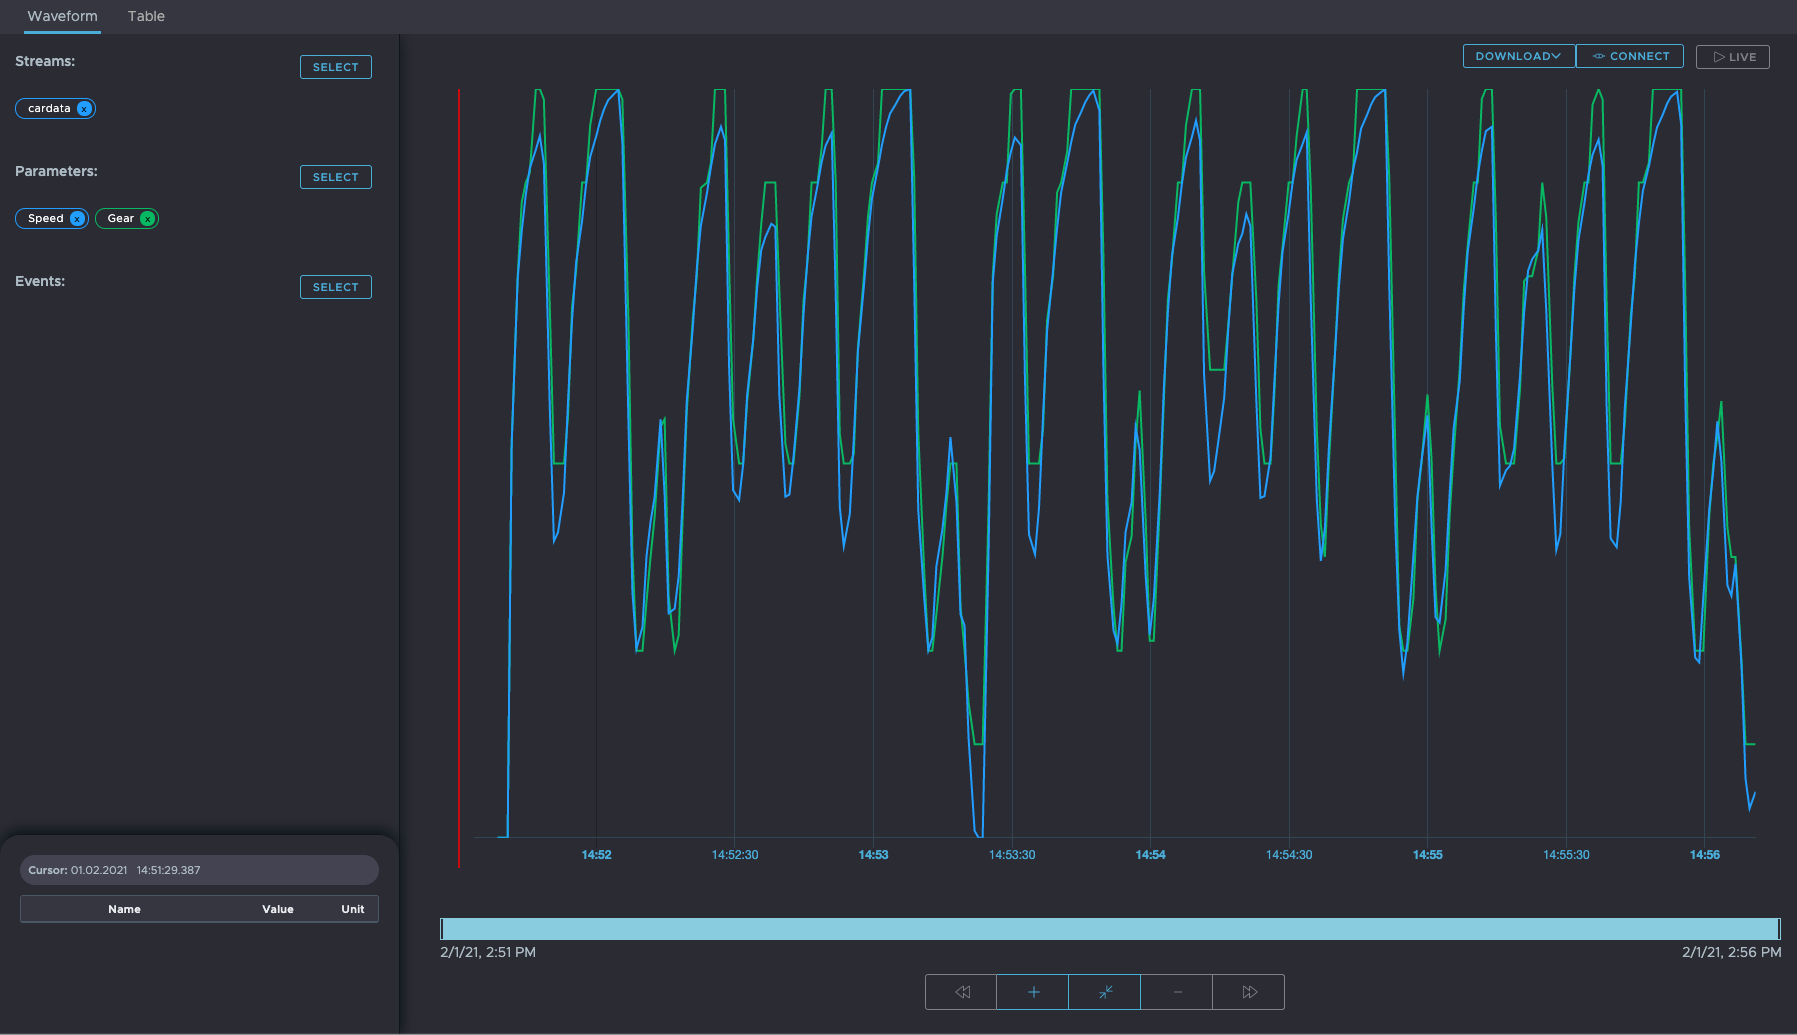 Waveform Table
DOWNLOAD CONNECT LIVE
Streams: SELECT
cardata x
Parameters: SELECT
Speed x Gear x
Events: SELECT
14:52 14:52:30 14:53 14:53:30 14:54 14:54:30 14:55 14:55:30 14:56
Cursor: 01.02.2021 14:51:29.387
Name Value Unit
2/1/21, 2:51 PM 2/1/21, 2:56 PM